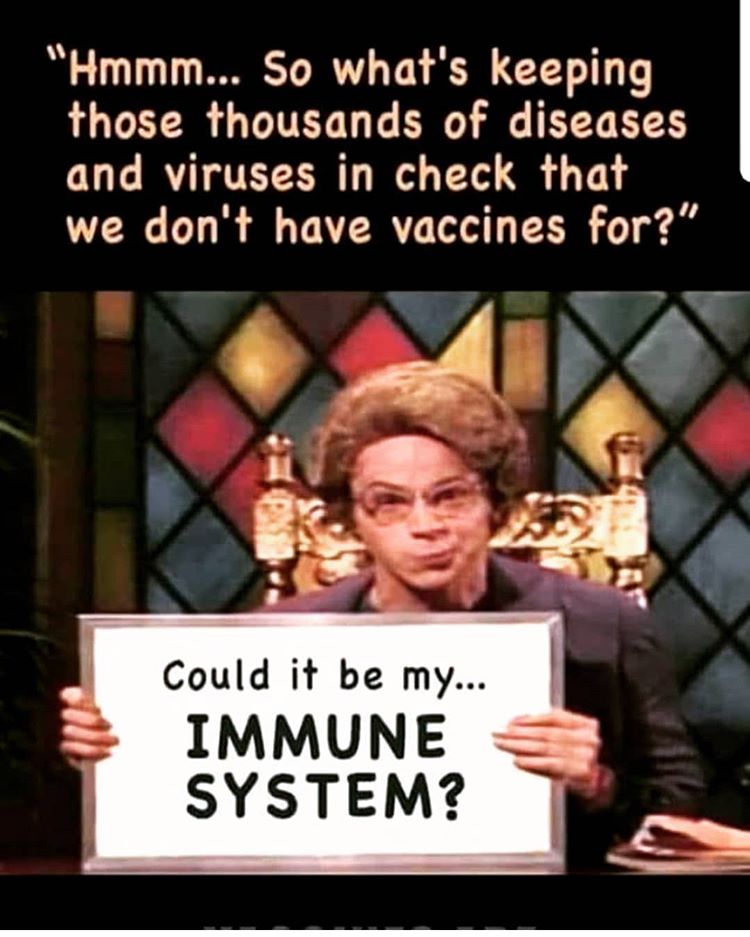 "Hmmm... So what's keeping
those thousands of diseases
and viruses in check that
we don't have vaccines for?"
Could it be my...
IMMUNE
SYSTEM?